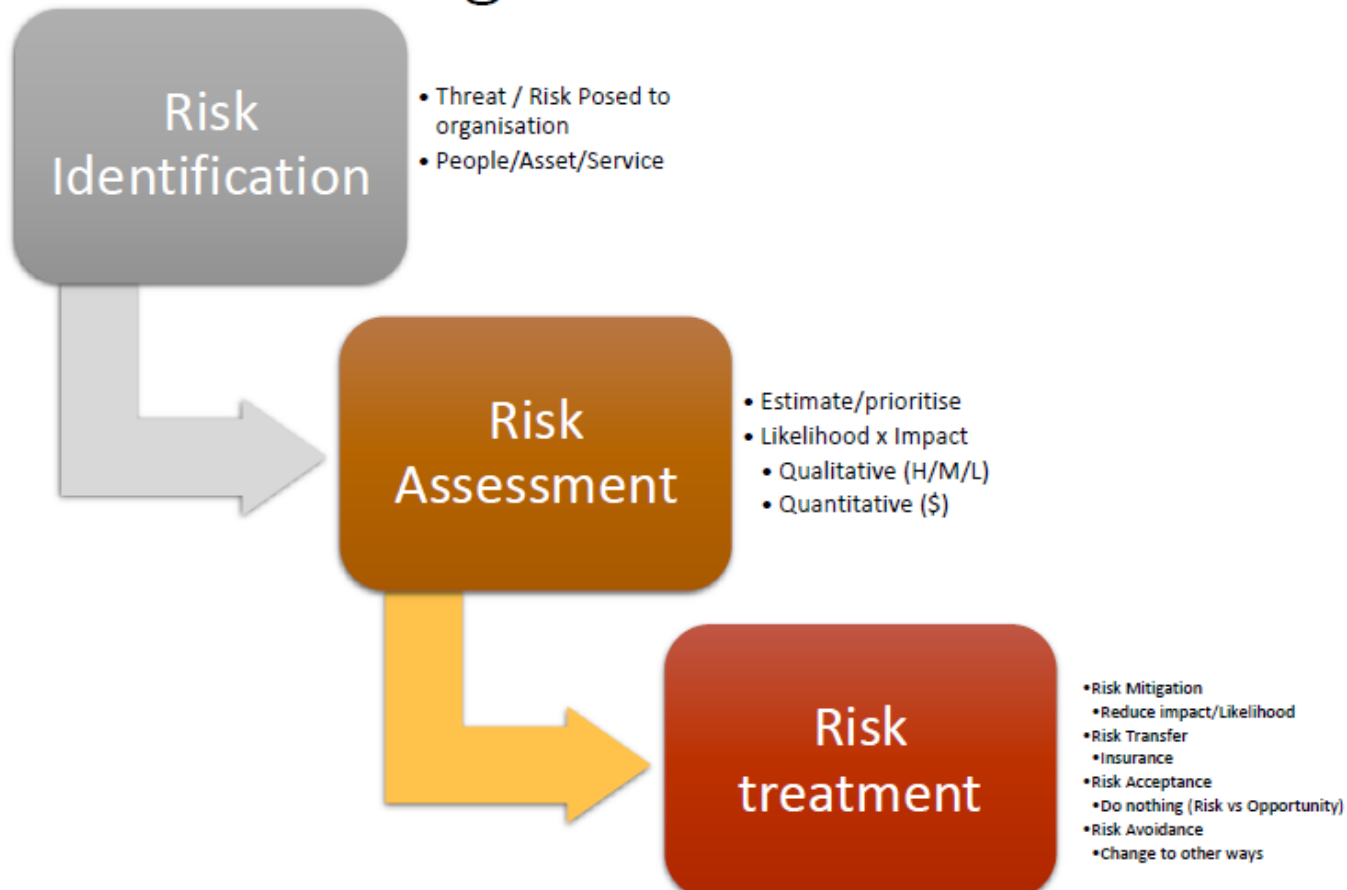 Risk
Identification
• Threat / Risk Posed to
organisation
• People/Asset/Service
Risk
Assessment
• Estimate/prioritise
• Likelihood x Impact
• Qualitative (H/M/L)
• Quantitative ($)
Risk
treatment
•Risk Mitigation
•Reduce impact/Likelihood
•Risk Transfer
•Insurance
•Risk Acceptance
•Do nothing (Risk vs Opportunity)
•Risk Avoidance
•Change to other ways